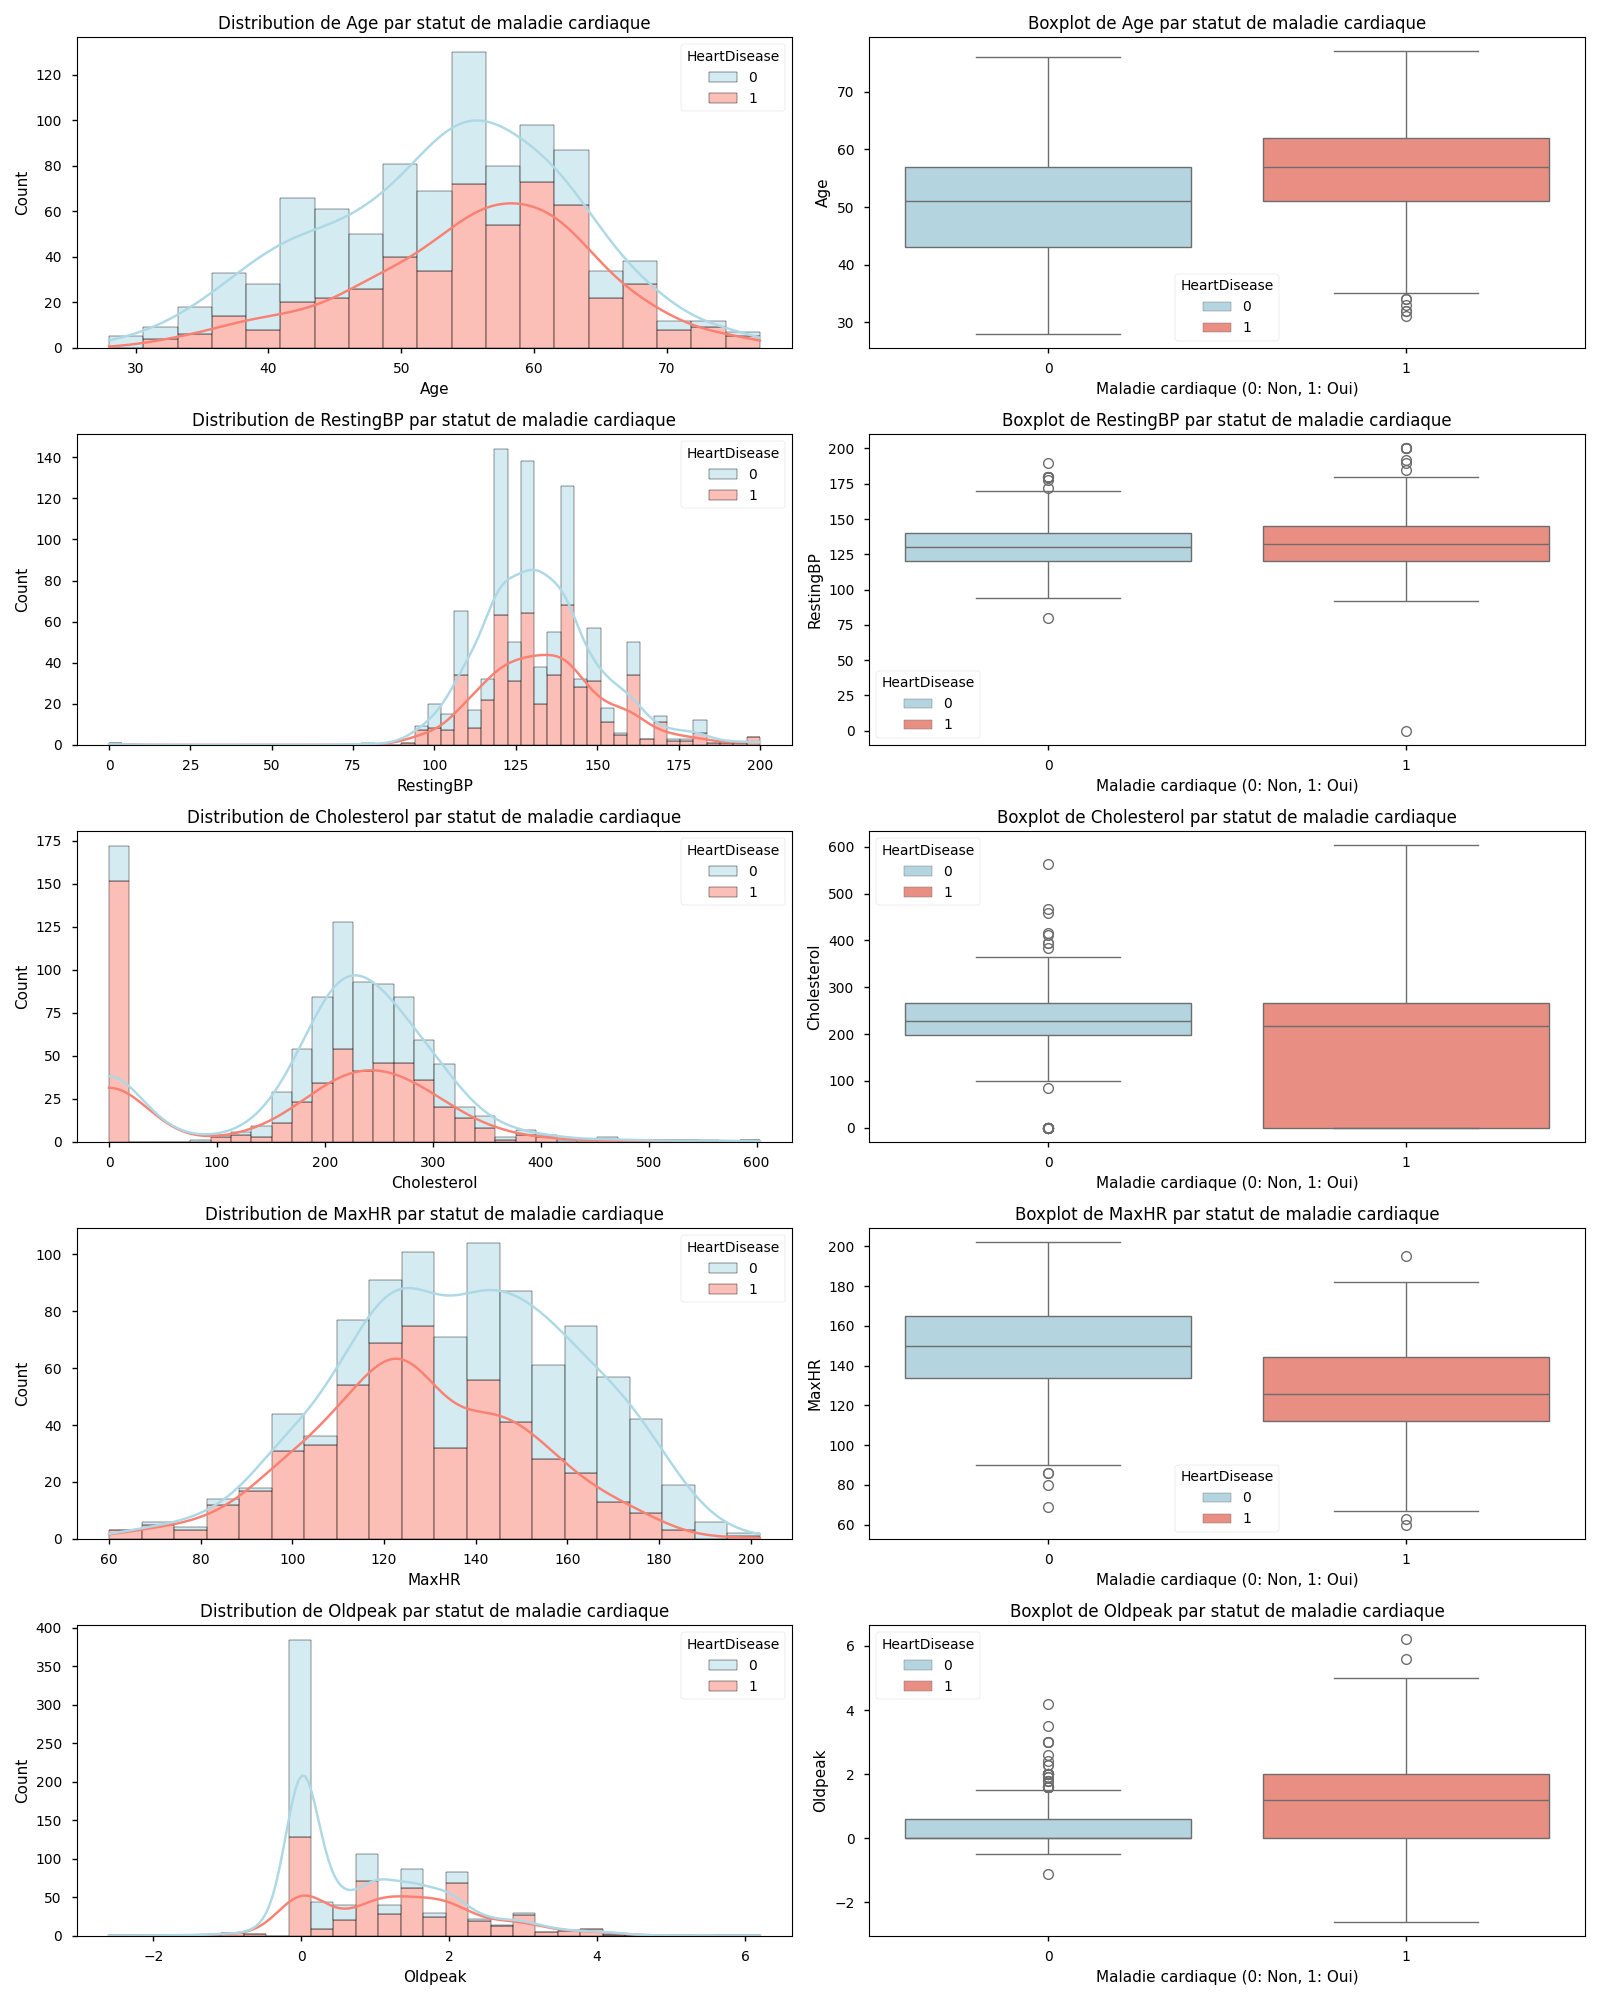 Distribution de Age par statut de maladie cardiaque
Count
120
100
80
60
40
20
0
30 40 50 60 70
Age
HeartDisease
0
1
Boxplot de Age par statut de maladie cardiaque
Age
70
60
50
40
30
HeartDisease
0
1
0 1
Maladie cardiaque (0: Non, 1: Oui)
Distribution de RestingBP par statut de maladie cardiaque
Count
140
120
100
80
60
40
20
0
0 25 50 75 100 125 150 175 200
RestingBP
HeartDisease
0
1
Boxplot de RestingBP par statut de maladie cardiaque
RestingBP
200
175
150
125
100
75
50
25
0
HeartDisease
0
1
0 1
Maladie cardiaque (0: Non, 1: Oui)
Distribution de Cholesterol par statut de maladie cardiaque
Count
175
150
125
100
75
50
25
0
0 100 200 300 400 500 600
Cholesterol
HeartDisease
0
1
Boxplot de Cholesterol par statut de maladie cardiaque
Cholesterol
600
500
400
300
200
100
0
HeartDisease
0
1
0 1
Maladie cardiaque (0: Non, 1: Oui)
Distribution de MaxHR par statut de maladie cardiaque
Count
100
80
60
40
20
0
60 80 100 120 140 160 180 200
MaxHR
HeartDisease
0
1
Boxplot de MaxHR par statut de maladie cardiaque
MaxHR
200
180
160
140
120
100
80
60
HeartDisease
0
1
0 1
Maladie cardiaque (0: Non, 1: Oui)
Distribution de Oldpeak par statut de maladie cardiaque
Count
400
350
300
250
200
150
100
50
0
−2 0 2 4 6
Oldpeak
HeartDisease
0
1
Boxplot de Oldpeak par statut de maladie cardiaque
Oldpeak
6
4
2
0
−2
HeartDisease
0
1
0 1
Maladie cardiaque (0: Non, 1: Oui)